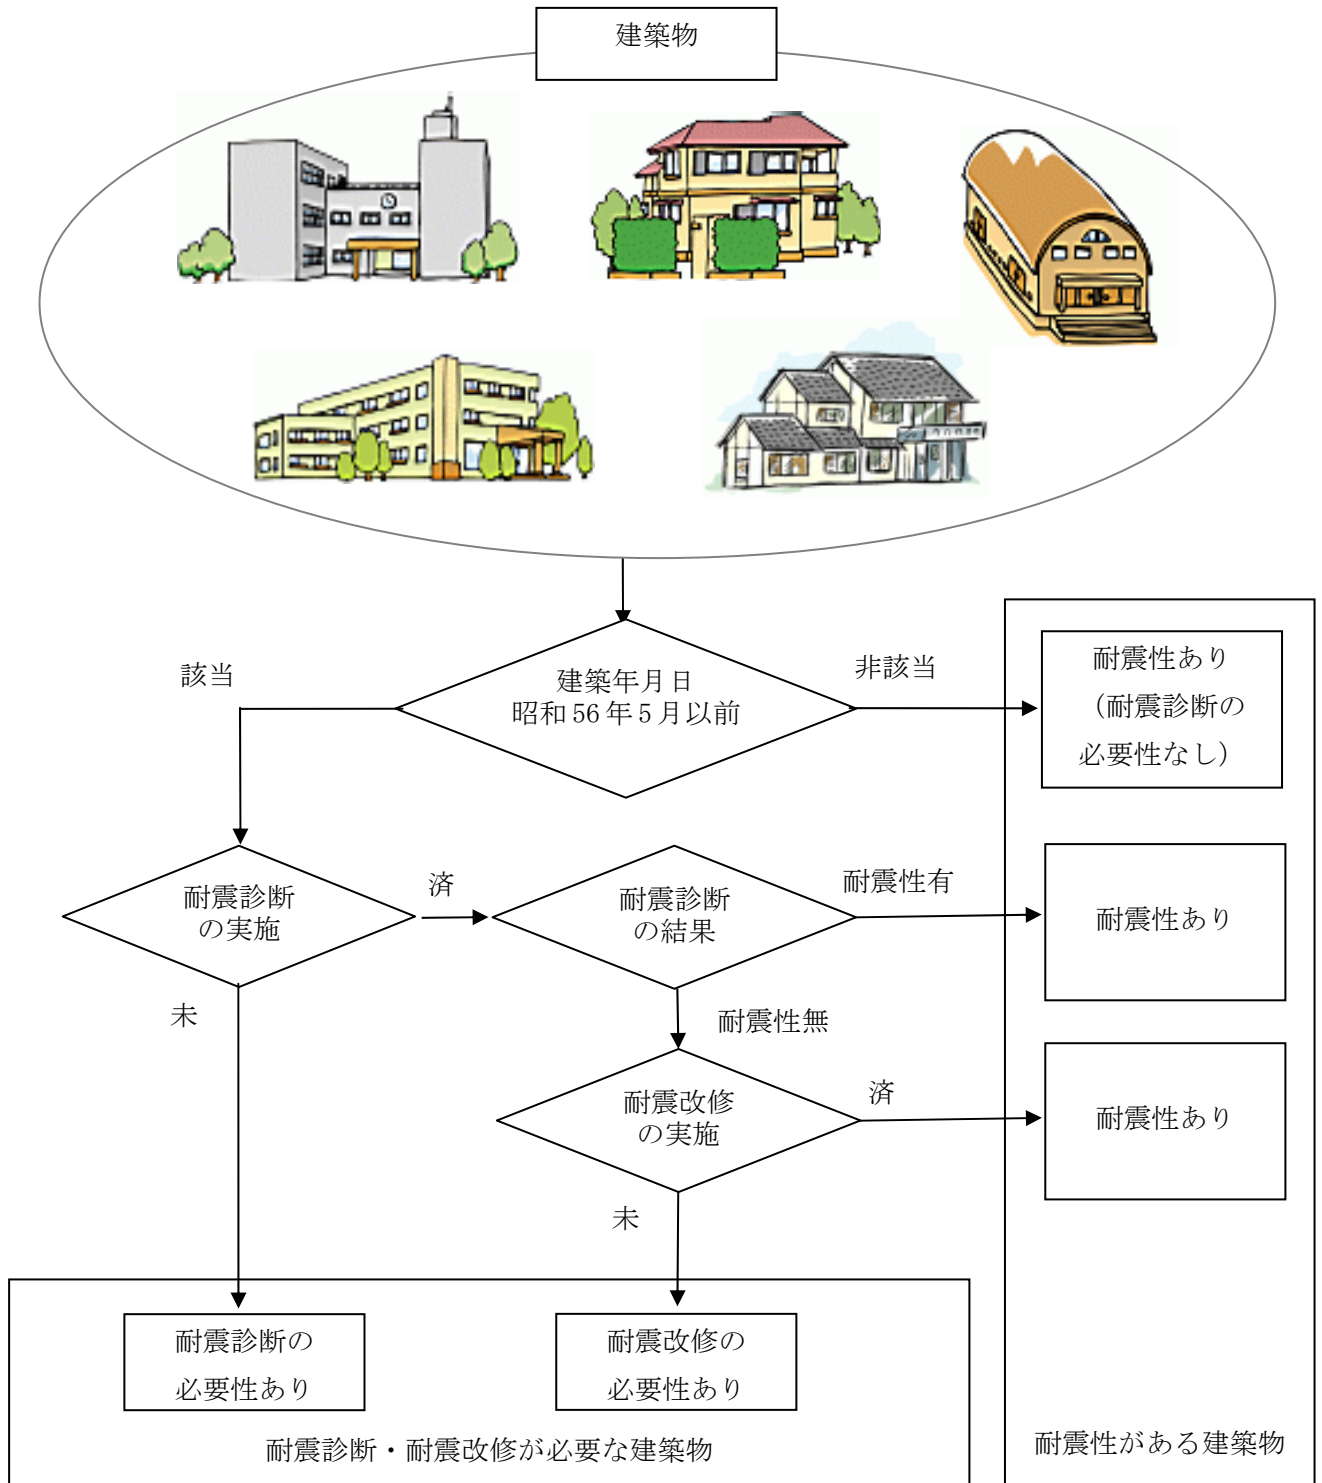 建築物
該当
建築年月日
昭和56年5月以前
非該当
耐震性あり
（耐震診断の
必要性なし）
耐震診断
の実施
済
耐震診断
の結果
耐震性有
耐震性あり
未
耐震性無
耐震改修
の実施
済
耐震性あり
未
耐震診断の
必要性あり
耐震改修の
必要性あり
耐震診断・耐震改修が必要な建築物
耐震性がある建築物